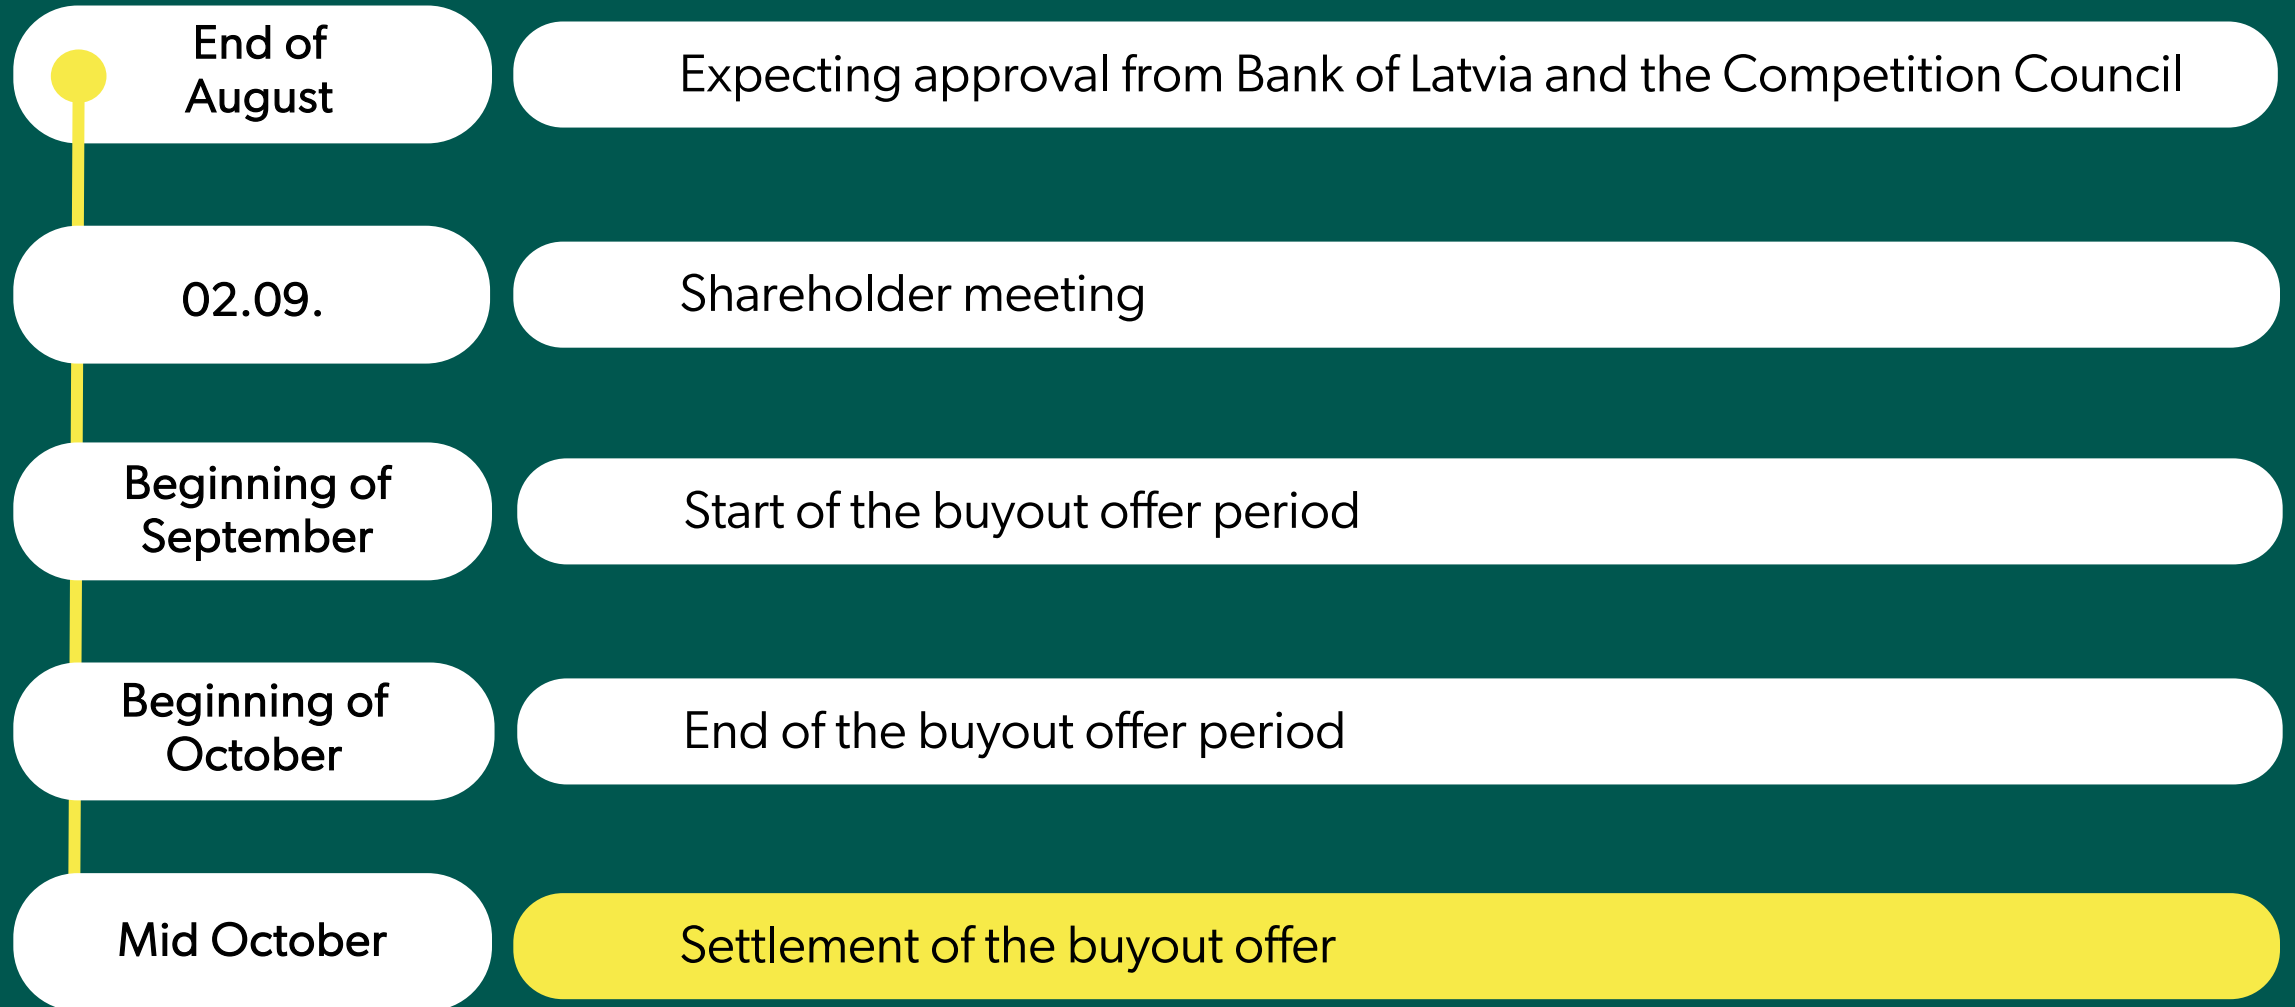 End of
August
Expecting approval from Bank of Latvia and the Competition Council
02.09.
Shareholder meeting
Beginning of
September
Start of the buyout offer period
Beginning of
October
End of the buyout offer period
Mid October
Settlement of the buyout offer